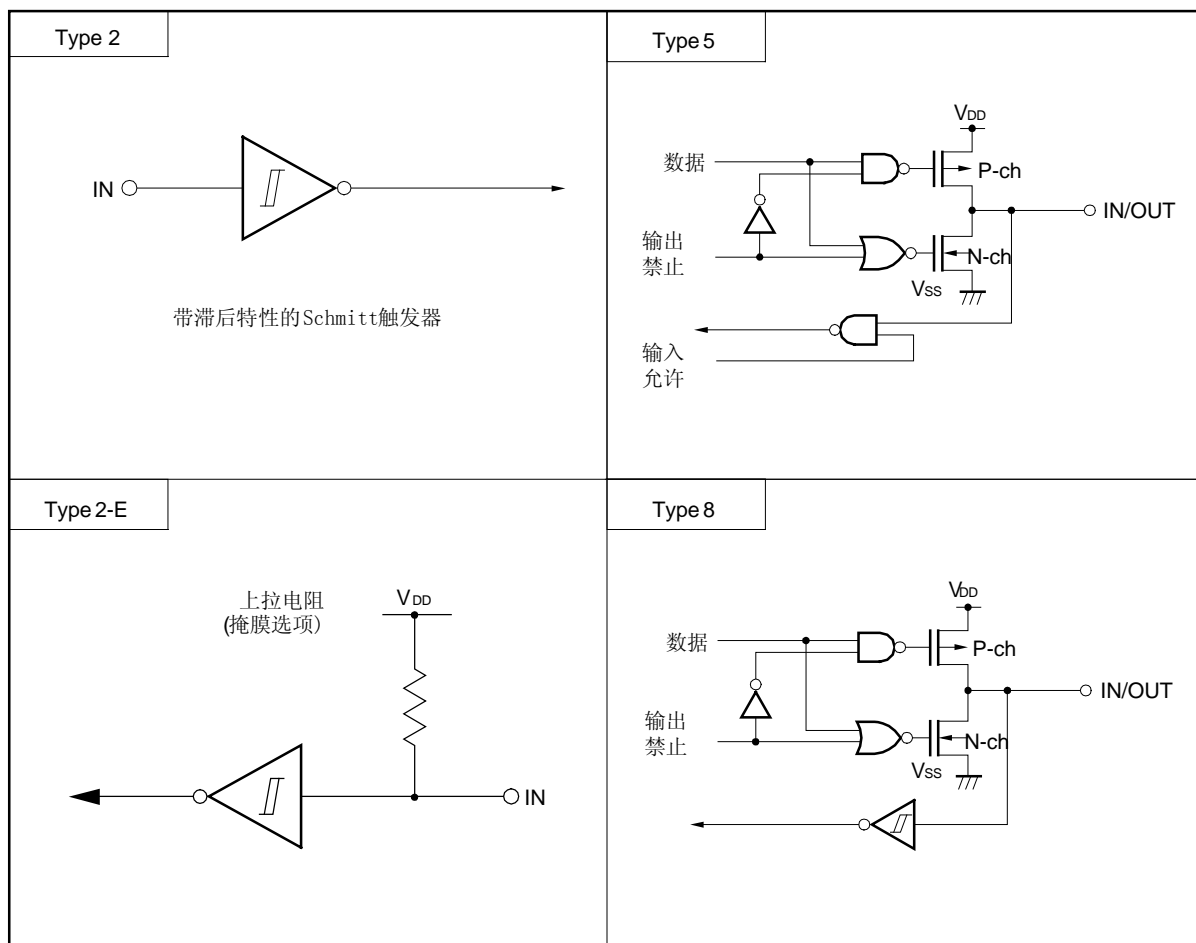 Type 2
IN
带滞后特性的Schmitt触发器
Type 5
VDD
数据
P-ch
IN/OUT
输出
禁止
N-ch
VSS
输入
允许
Type 2-E
上拉电阻
(掩膜选项)
VDD
IN
Type 8
VDD
数据
P-ch
IN/OUT
输出
禁止
N-ch
VSS